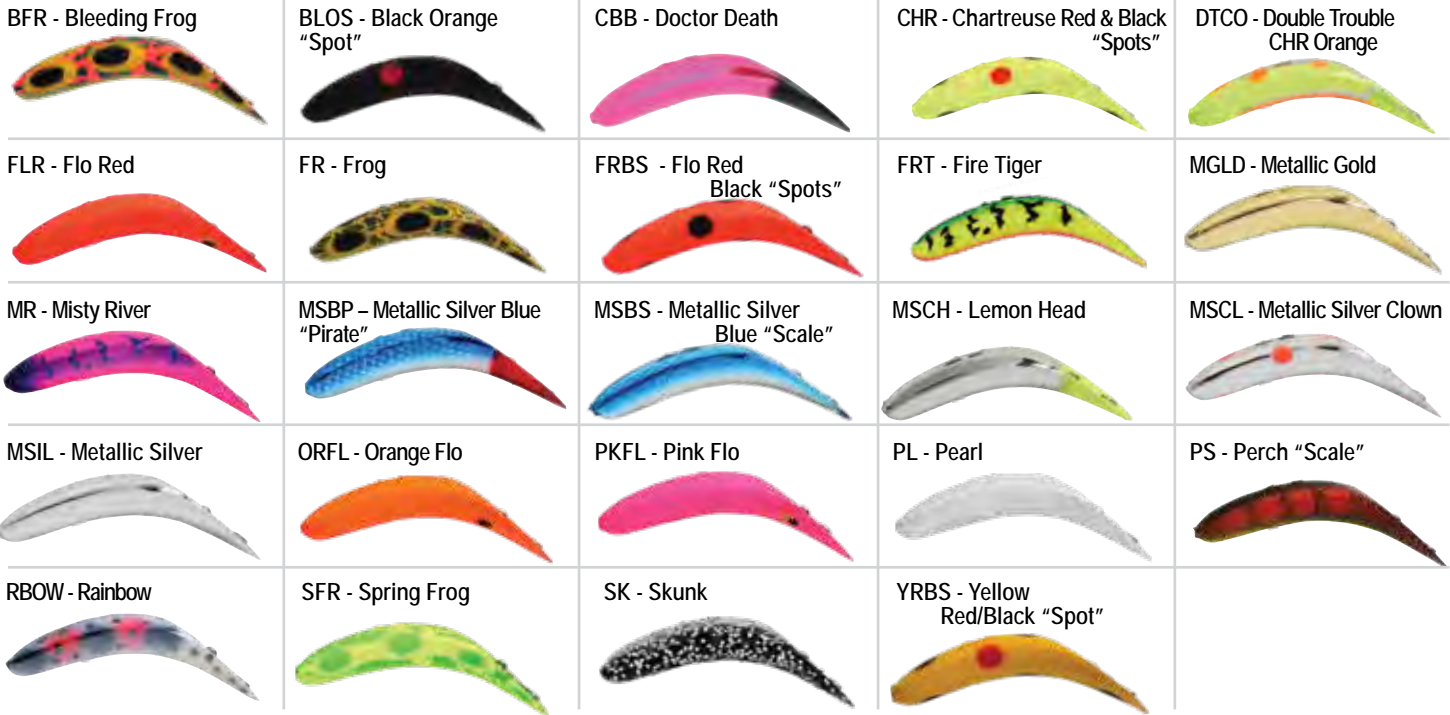 BFR - Bleeding Frog
BLOS - Black Orange
“Spot”
CBB - Doctor Death
CHR - Chartreuse Red & Black
“Spots”
DTCO - Double Trouble
CHR Orange
FLR - Flo Red
FR - Frog
FRBS - Flo Red
Black “Spots”
FRT - Fire Tiger
MGLD - Metallic Gold
MR - Misty River
MSBP – Metallic Silver Blue
“Pirate”
MSBS - Metallic Silver
Blue “Scale”
MSCH - Lemon Head
MSCL - Metallic Silver Clown
MSIL - Metallic Silver
ORFL - Orange Flo
PKFL - Pink Flo
PL - Pearl
PS - Perch “Scale”
RBOW - Rainbow
SFR - Spring Frog
SK - Skunk
YRBS - Yellow
Red/Black “Spot”